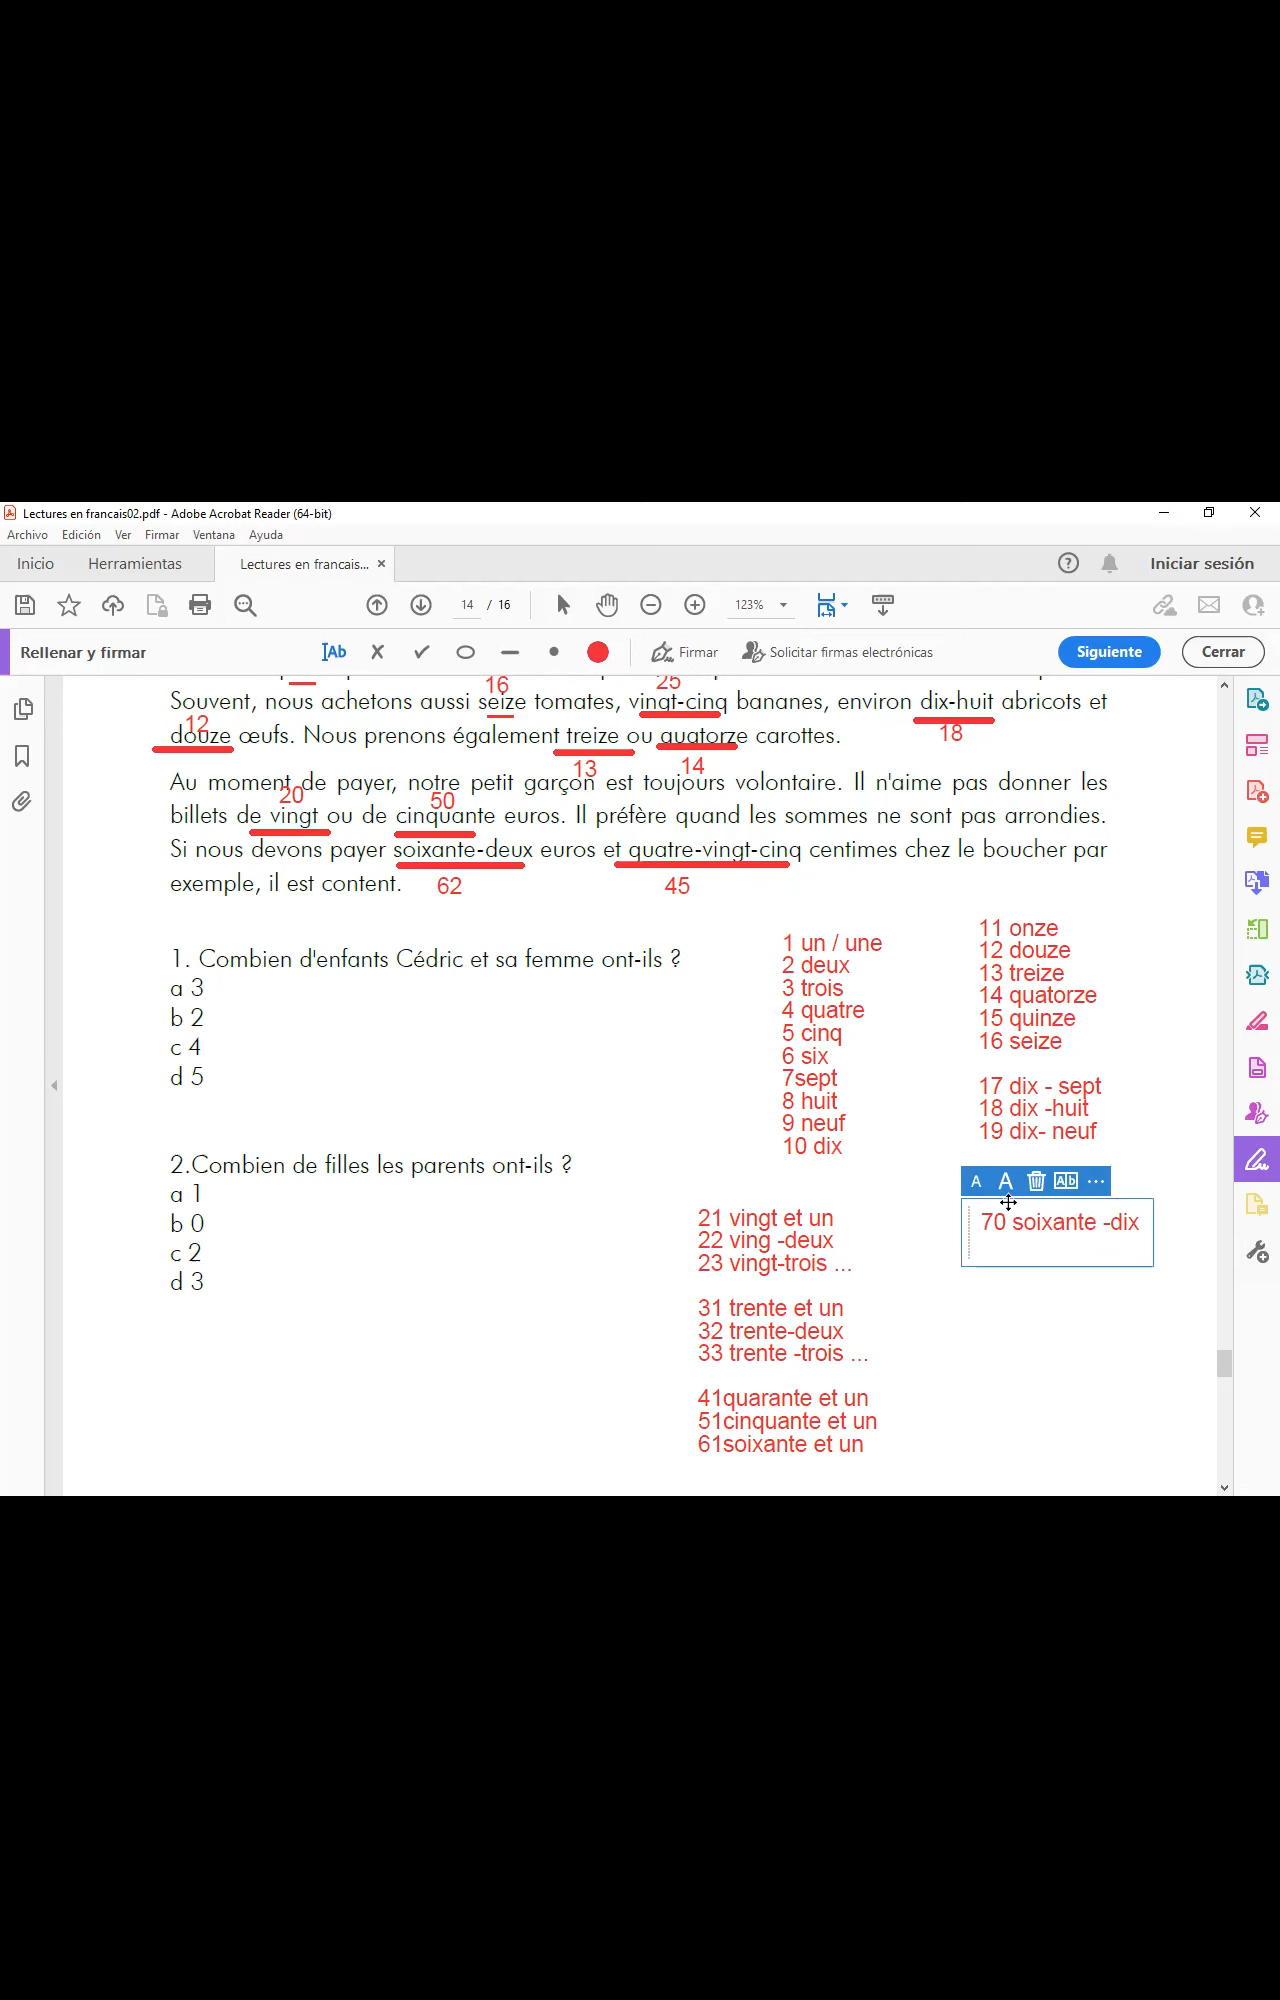 Lectures en francais02.pdf - Adobe Acrobat Reader (64-bit)
Archivo Edición Ver Firmar Ventana Ayuda
Inicio Herramientas Lectures en francais... × Iniciar sesión
14 / 16 123%
Rellenar y firmar Ab Firmar Solicitar firmas electrónicas Siguiente Cerrar
16 25
Souvent, nous achetons aussi seize tomates, vingt-cinq bananes, environ dix-huit abricots et
12 18
douze œufs. Nous prenons également treize ou quatorze carottes.
13 14
Au moment de payer, notre petit garçon est toujours volontaire. Il n'aime pas donner les
20 50
billets de vingt ou de cinquante euros. Il préfère quand les sommes ne sont pas arrondies.
Si nous devons payer soixante-deux euros et quatre-vingt-cinq centimes chez le boucher par
exemple, il est content.
62 45
1. Combien d'enfants Cédric et sa femme ont-ils ?
a 3
b 2
c 4
d 5
2.Combien de filles les parents ont-ils ?
a 1
b 0
c 2
d 3
1 un / une
2 deux
3 trois
4 quatre
5 cinq
6 six
7sept
8 huit
9 neuf
10 dix
11 onze
12 douze
13 treize
14 quatorze
15 quinze
16 seize
17 dix - sept
18 dix -huit
19 dix- neuf
A A Ab ...
70 soixante -dix
21 vingt et un
22 ving -deux
23 vingt-trois ...
31 trente et un
32 trente-deux
33 trente -trois ...
41quarante et un
51cinquante et un
61soixante et un